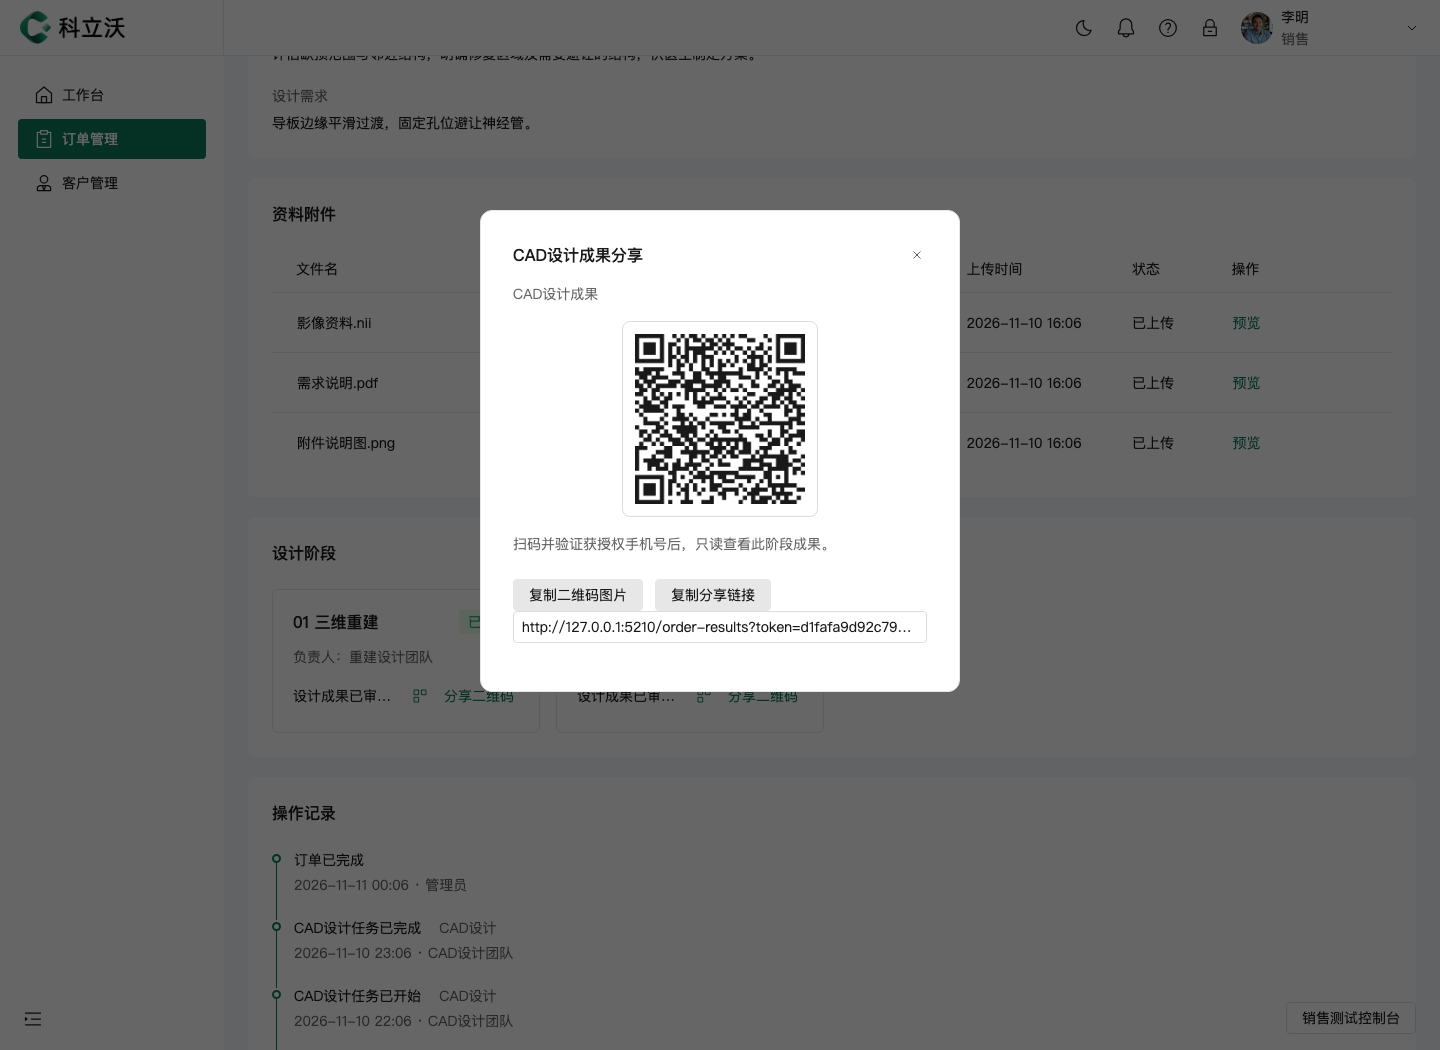 科立沃
李明
销售
工作台
订单管理
客户管理
设计需求
导板边缘平滑过渡，固定孔位避让神经管。
资料附件
文件名
上传时间
状态
操作
影像资料.nii
2026-11-10 16:06
已上传
预览
需求说明.pdf
2026-11-10 16:06
已上传
预览
附件说明图.png
2026-11-10 16:06
已上传
预览
CAD设计成果分享
CAD设计成果
扫码并验证获授权手机号后，只读查看此阶段成果。
复制二维码图片
复制分享链接
http://127.0.0.1:5210/order-results?token=d1fafa9d92c79...
设计阶段
01 三维重建
已
负责人：重建设计团队
设计成果已审...
分享二维码
设计成果已审...
分享二维码
操作记录
订单已完成
2026-11-11 00:06 · 管理员
CAD设计任务已完成 CAD设计
2026-11-10 23:06 · CAD设计团队
CAD设计任务已开始 CAD设计
2026-11-10 22:06 · CAD设计团队
销售测试控制台